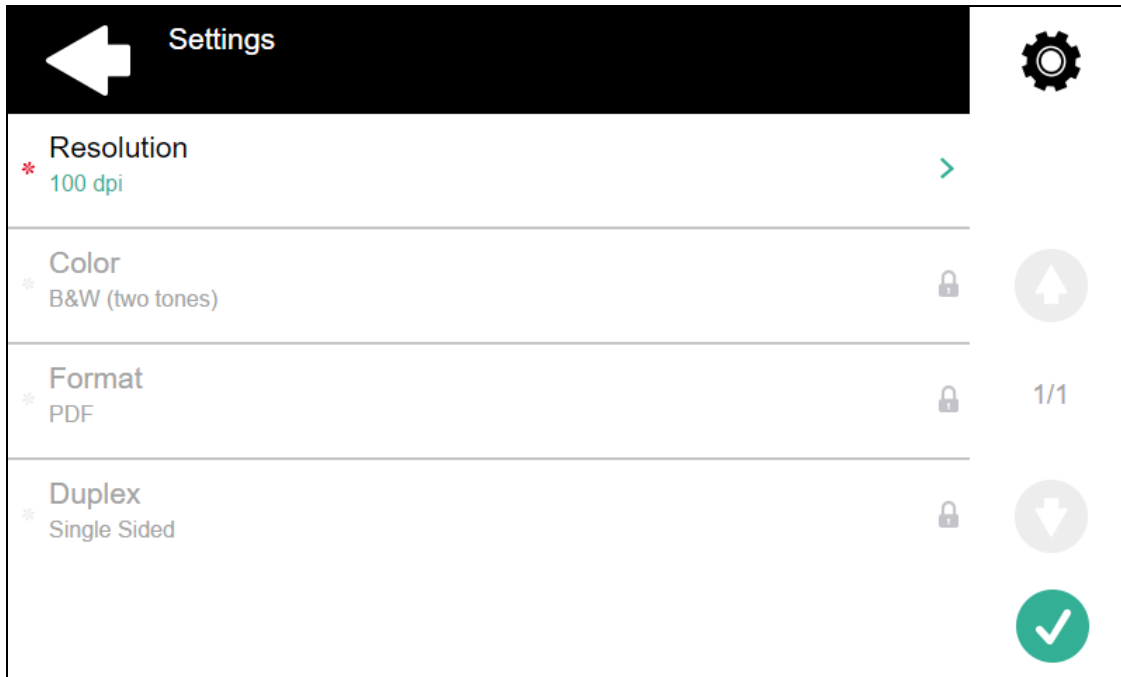 Settings
* Resolution
100 dpi
* Color
B&W (two tones)
* Format
PDF
1/1
* Duplex
Single Sided